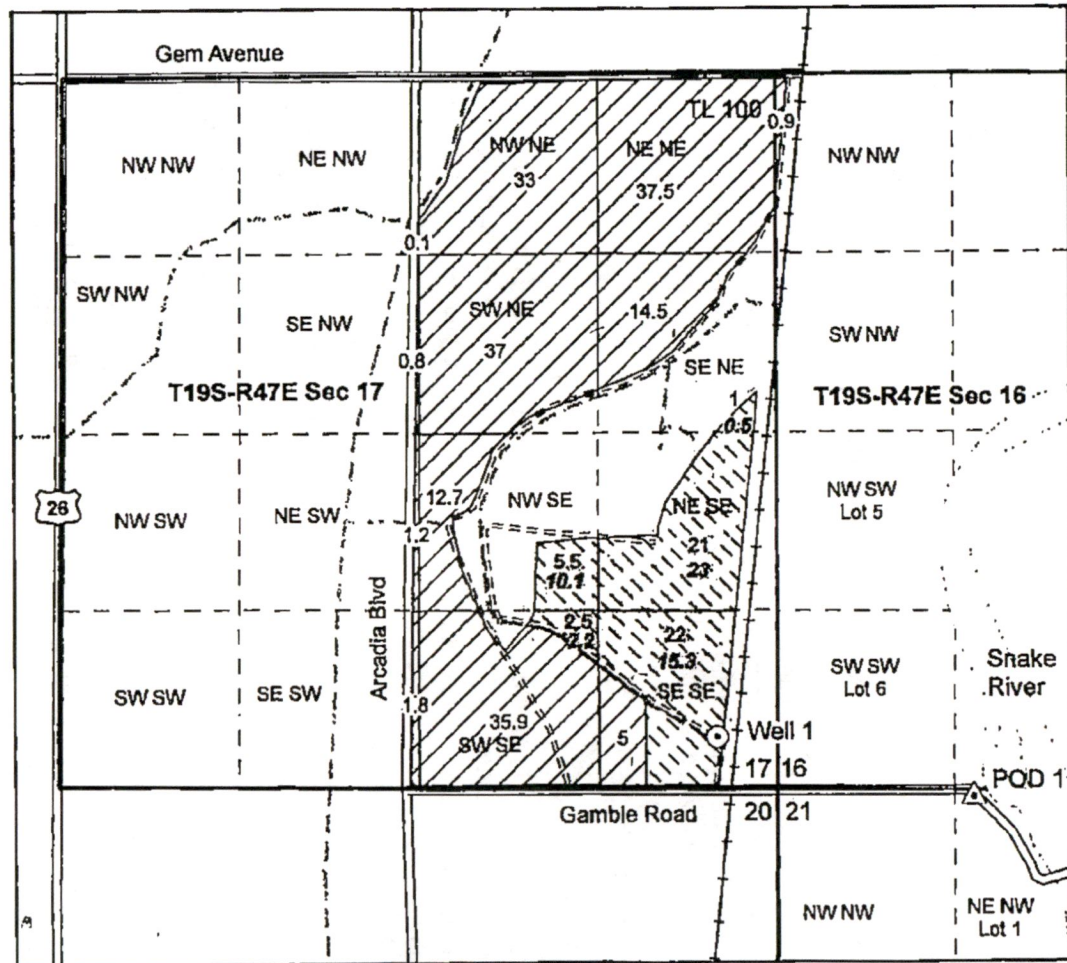 Gem Avenue
TL 100
0.9
NW NW
NE NW
NW NE
33
NE NE
37.5
NW NW
0.1
SW NW
SE NW
SW NE
37
14.5
SE NE
SW NW
0.8
T19S-R47E Sec 17
T19S-R47E Sec 16
1
0.5
26
12.7
1.2
NW SW
NE SW
NW SE
NE SE
21
23
NW SW
Lot 5
5.5
10.1
2.5
2.2
22
15.3
SE SE
SW SW
Lot 6
Snake
River
Arcadia Blvd
SW SW
SE SW
1.8
35.9
SW SE
5
Well 1
17 16
POD 1
Gamble Road
20 21
NW NW
NE NW
Lot 1